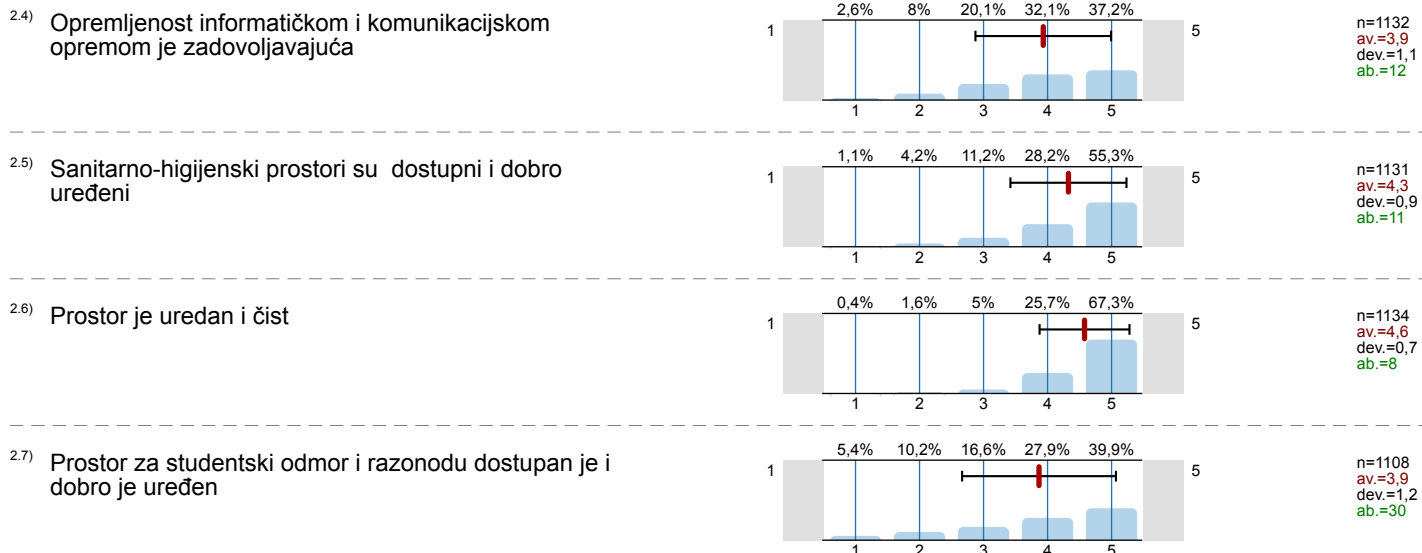 2.4) Opremljenost informatičkom i komunikacijskom
opremom je zadovoljavajuća
2,6% 8% 20,1% 32,1% 37,2%
1 5
1 2 3 4 5
n=1132
av.=3,9
dev.=1,1
ab.=12
2.5) Sanitarno-higijenski prostori su  dostupni i dobro
uređeni
1,1% 4,2% 11,2% 28,2% 55,3%
1 5
1 2 3 4 5
n=1131
av.=4,3
dev.=0,9
ab.=11
2.6) Prostor je uredan i čist
0,4% 1,6% 5% 25,7% 67,3%
1 5
1 2 3 4 5
n=1134
av.=4,6
dev.=0,7
ab.=8
2.7) Prostor za studentski odmor i razonodu dostupan je i
dobro je uređen
5,4% 10,2% 16,6% 27,9% 39,9%
1 5
1 2 3 4 5
n=1108
av.=3,9
dev.=1,2
ab.=30